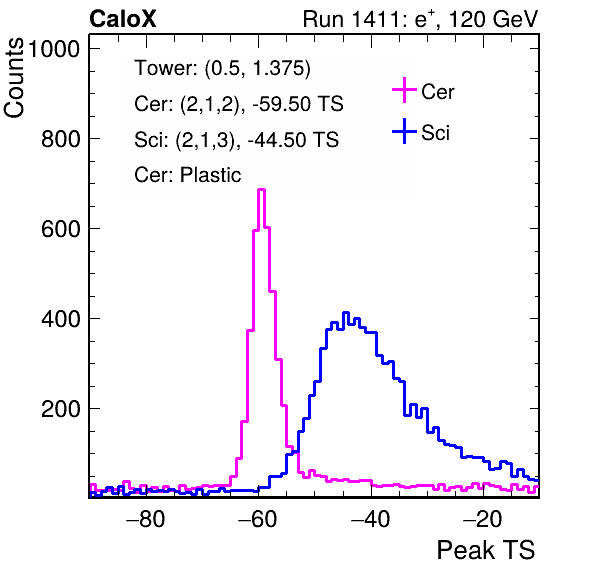 CaloX Run 1411: e⁺, 120 GeV
Counts
1000
800
600
400
200
Tower: (0.5, 1.375)
Cer: (2,1,2), -59.50 TS
Sci: (2,1,3), -44.50 TS
Cer: Plastic
Cer
Sci
−80 −60 −40 −20
Peak TS